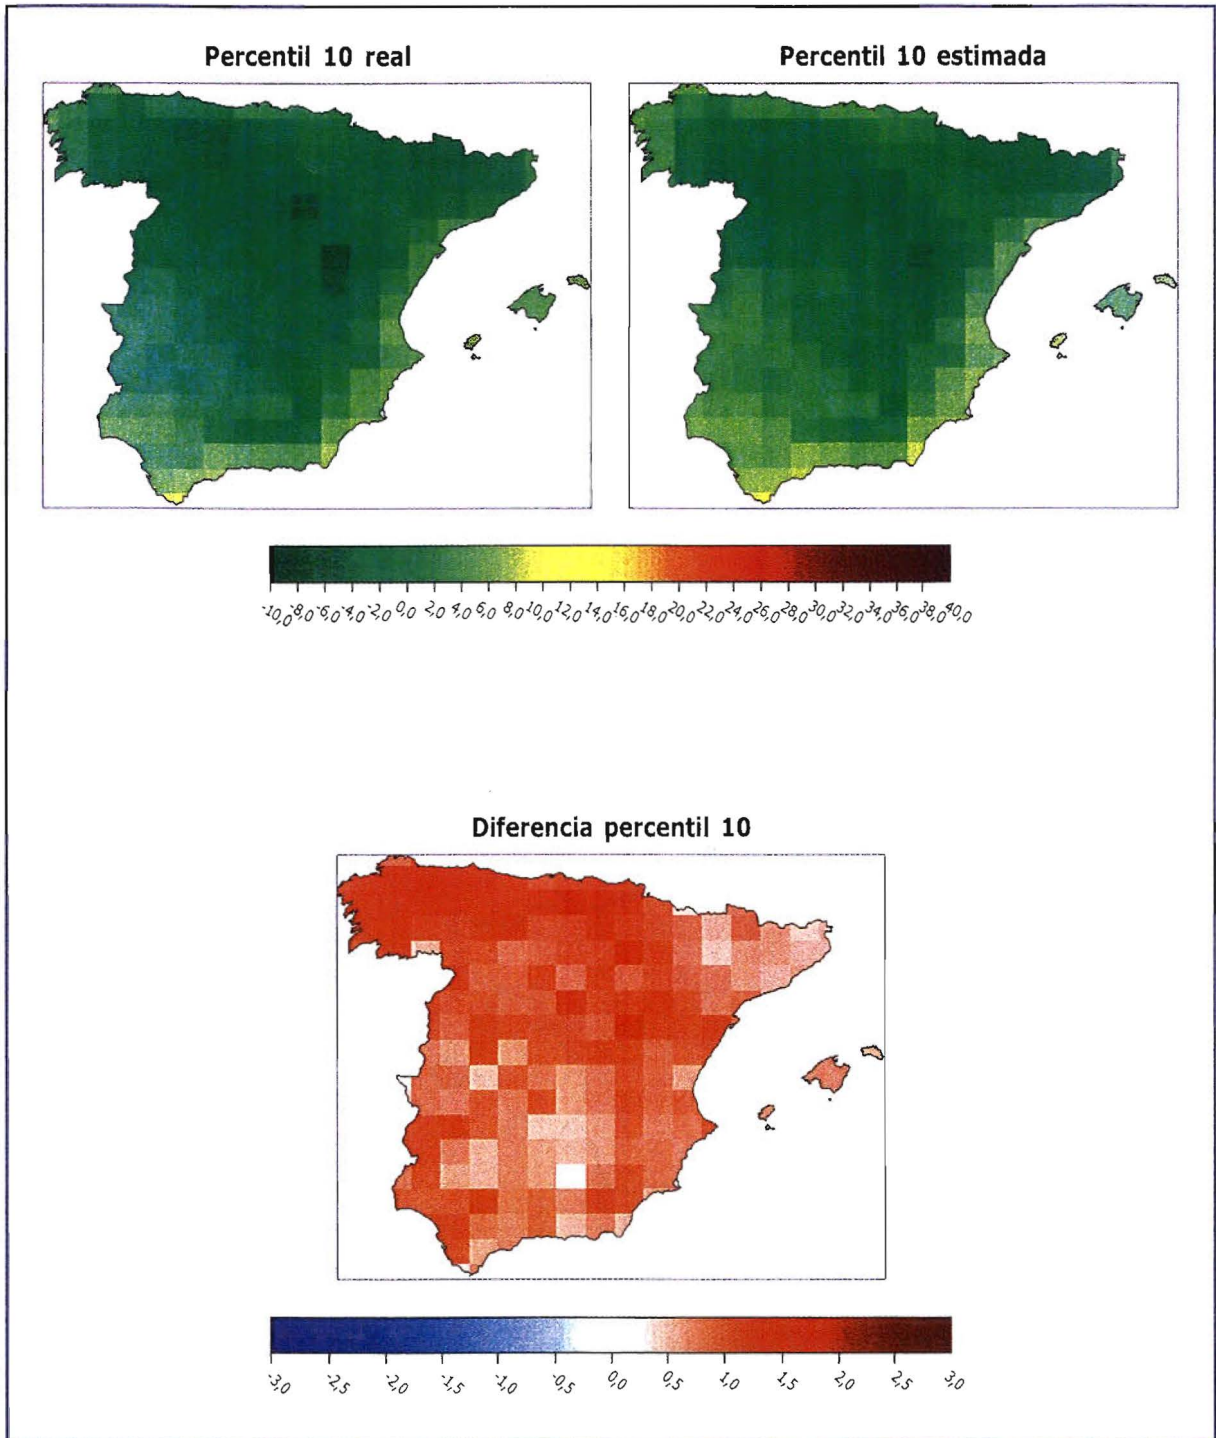 Percentil 10 real
Percentil 10 estimada
-10,0 -8,0 -6,0 -4,0 -2,0 0,0 2,0 4,0 6,0 8,0 10,0 12,0 14,0 16,0 18,0 20,0 22,0 24,0 26,0 28,0 30,0 32,0 34,0 36,0 38,0 40,0
Diferencia percentil 10
-3,0 -2,5 -2,0 -1,5 -1,0 -0,5 0,0 0,5 1,0 1,5 2,0 2,5 3,0